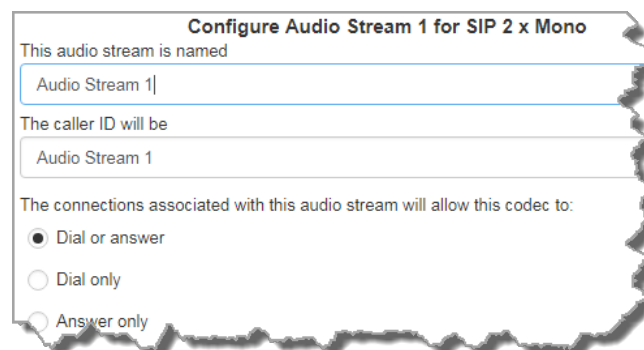 Configure Audio Stream 1 for SIP 2 x Mono
This audio stream is named
Audio Stream 1
The caller ID will be
Audio Stream 1
The connections associated with this audio stream will allow this codec to:
Dial or answer
Dial only
Answer only